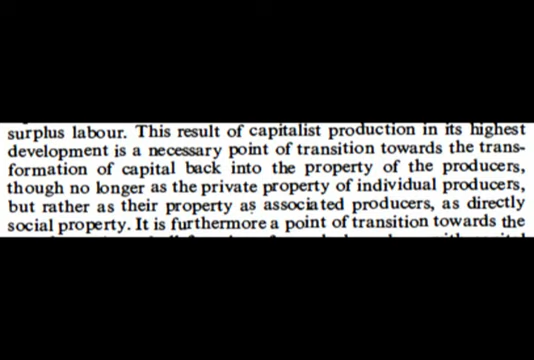 surplus labour. This result of capitalist production in its highest
development is a necessary point of transition towards the trans-
formation of capital back into the property of the producers,
though no longer as the private property of individual producers,
but rather as their property as associated producers, as directly
social property. It is furthermore a point of transition towards the